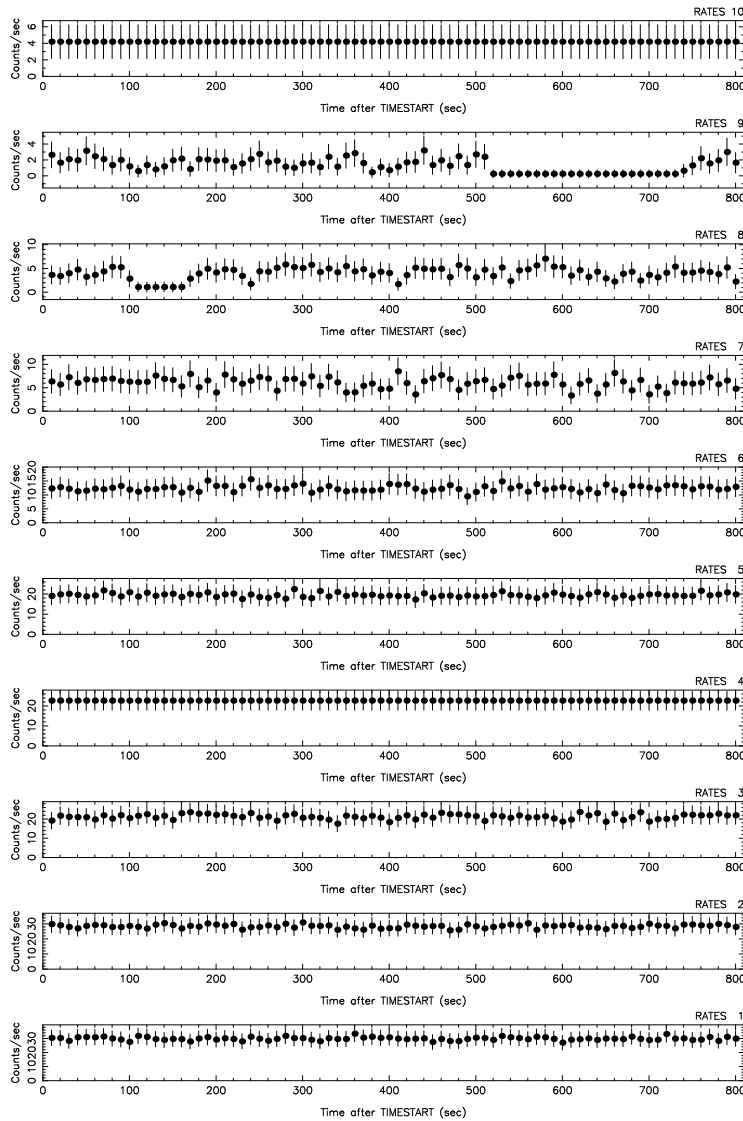 RATES 10
Counts/sec
0 2 4 6
0 100 200 300 400 500 600 700 800
Time after TIMESTART (sec)
RATES 9
Counts/sec
0 2 4
0 100 200 300 400 500 600 700 800
Time after TIMESTART (sec)
RATES 8
Counts/sec
0 5 10
0 100 200 300 400 500 600 700 800
Time after TIMESTART (sec)
RATES 7
Counts/sec
0 5 10
0 100 200 300 400 500 600 700 800
Time after TIMESTART (sec)
RATES 6
Counts/sec
0 5 10 15 20
0 100 200 300 400 500 600 700 800
Time after TIMESTART (sec)
RATES 5
Counts/sec
0 10 20
0 100 200 300 400 500 600 700 800
Time after TIMESTART (sec)
RATES 4
Counts/sec
0 10 20
0 100 200 300 400 500 600 700 800
Time after TIMESTART (sec)
RATES 3
Counts/sec
0 10 20
0 100 200 300 400 500 600 700 800
Time after TIMESTART (sec)
RATES 2
Counts/sec
0 10 20 30
0 100 200 300 400 500 600 700 800
Time after TIMESTART (sec)
RATES 1
Counts/sec
0 10 20 30
0 100 200 300 400 500 600 700 800
Time after TIMESTART (sec)